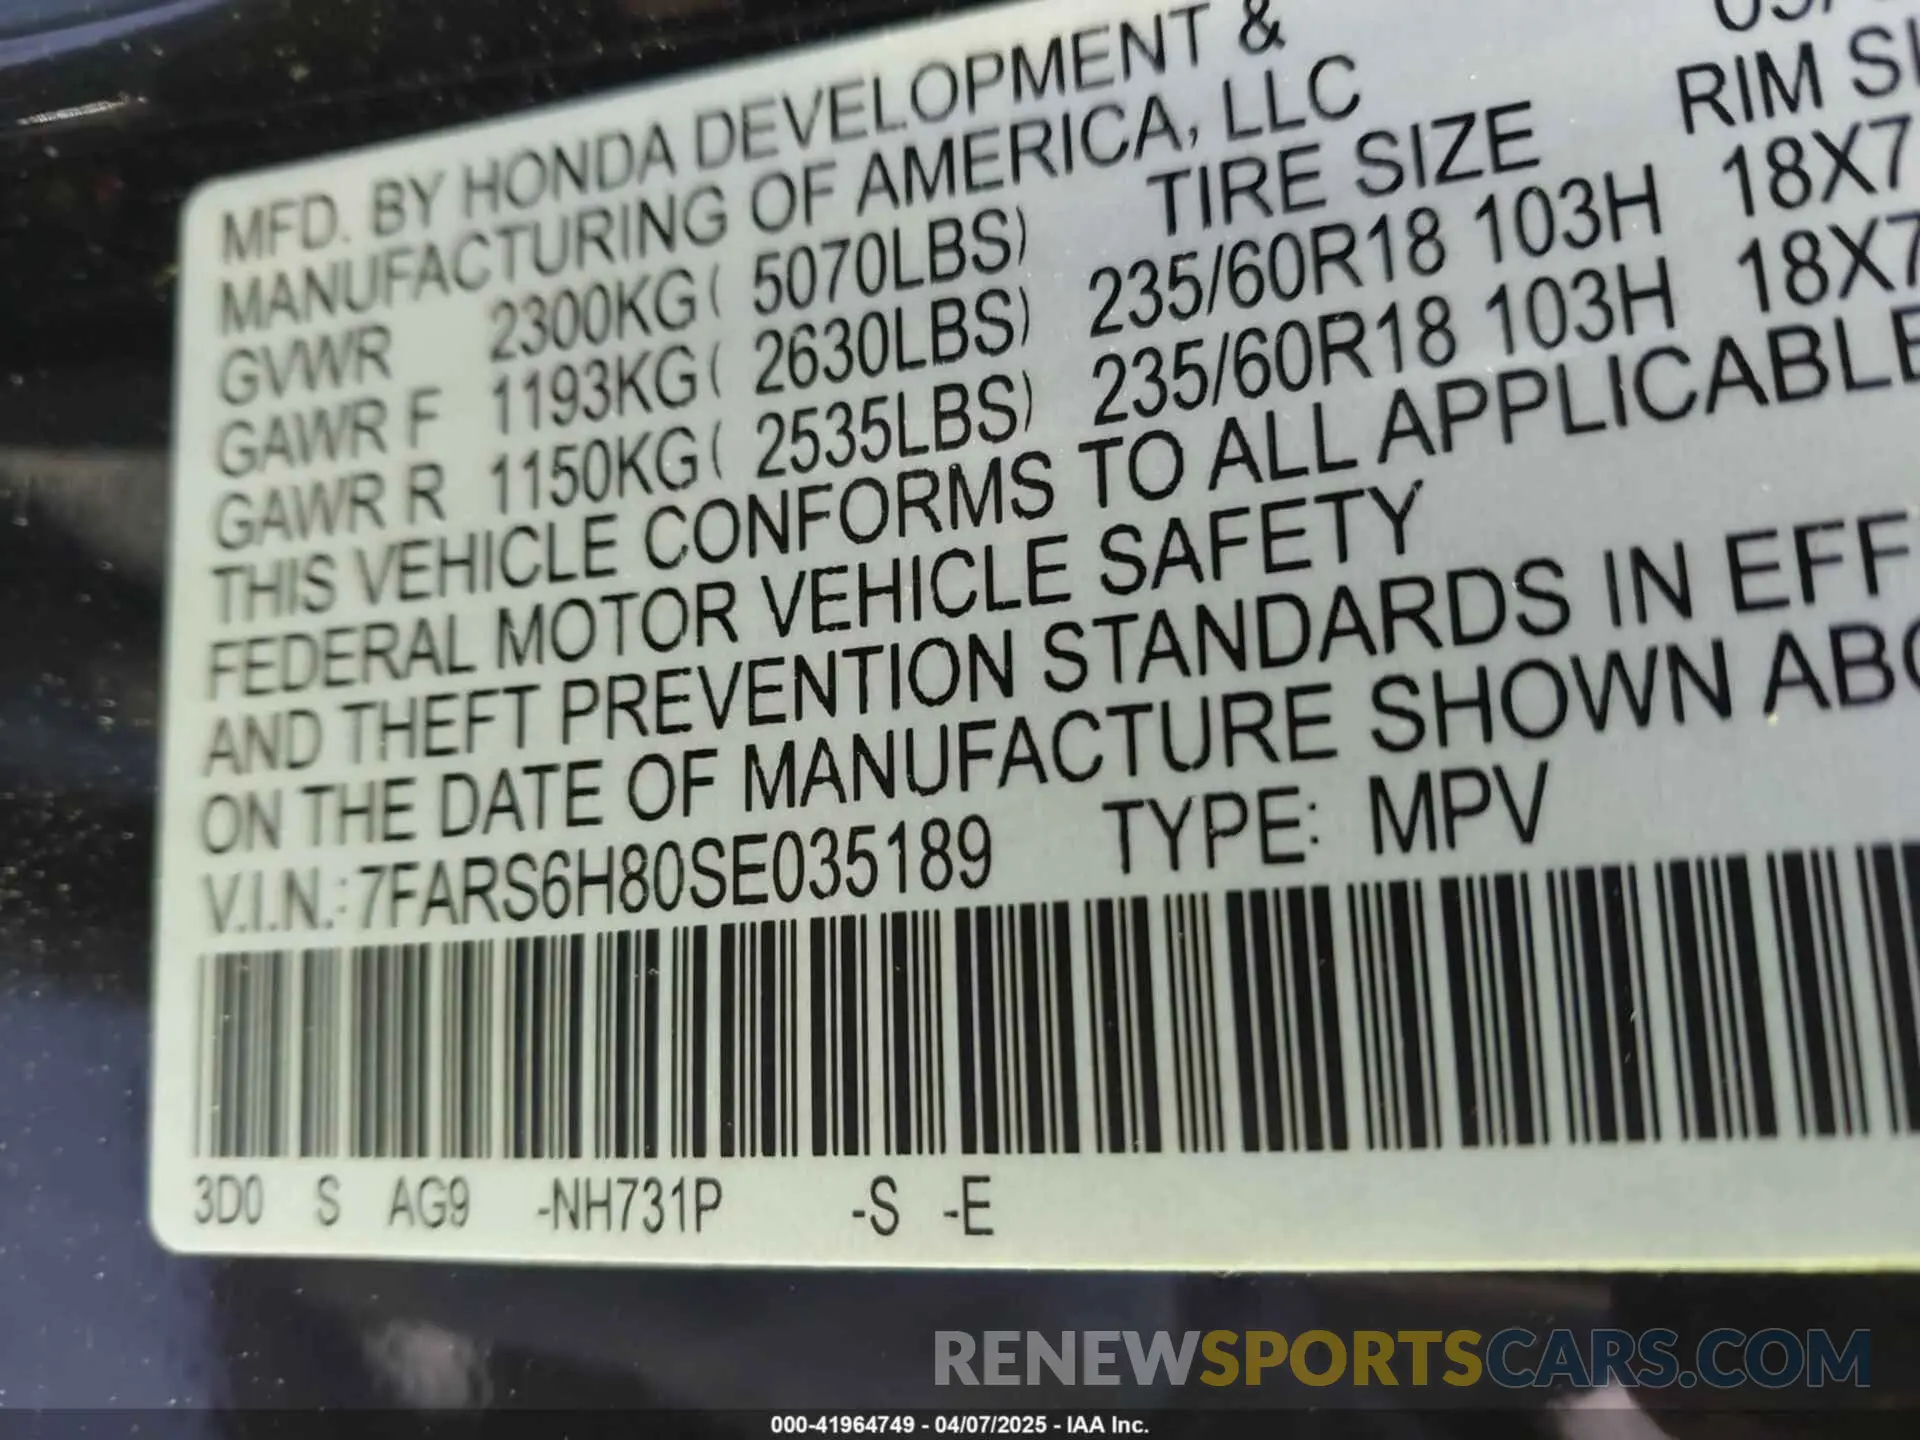 MFD. BY HONDA DEVELOPMENT &
MANUFACTURING OF AMERICA, LLC
TIRE SIZE RIM
GVWR 2300KG( 5070LBS)
GAWR F 1193KG( 2630LBS) 235/60R18 103H 18X7
GAWR R 1150KG( 2535LBS) 235/60R18 103H 18X7
THIS VEHICLE CONFORMS TO ALL APPLICABLE
FEDERAL MOTOR VEHICLE SAFETY
AND THEFT PREVENTION STANDARDS IN EFF
ON THE DATE OF MANUFACTURE SHOWN ABO
V.I.N.: 7FARS6H80SE035189 TYPE: MPV
3D0 S AG9 -NH731P -S -E
RENEWSPORTSCARS.COM
000-41964749 - 04/07/2025 - IAA Inc.